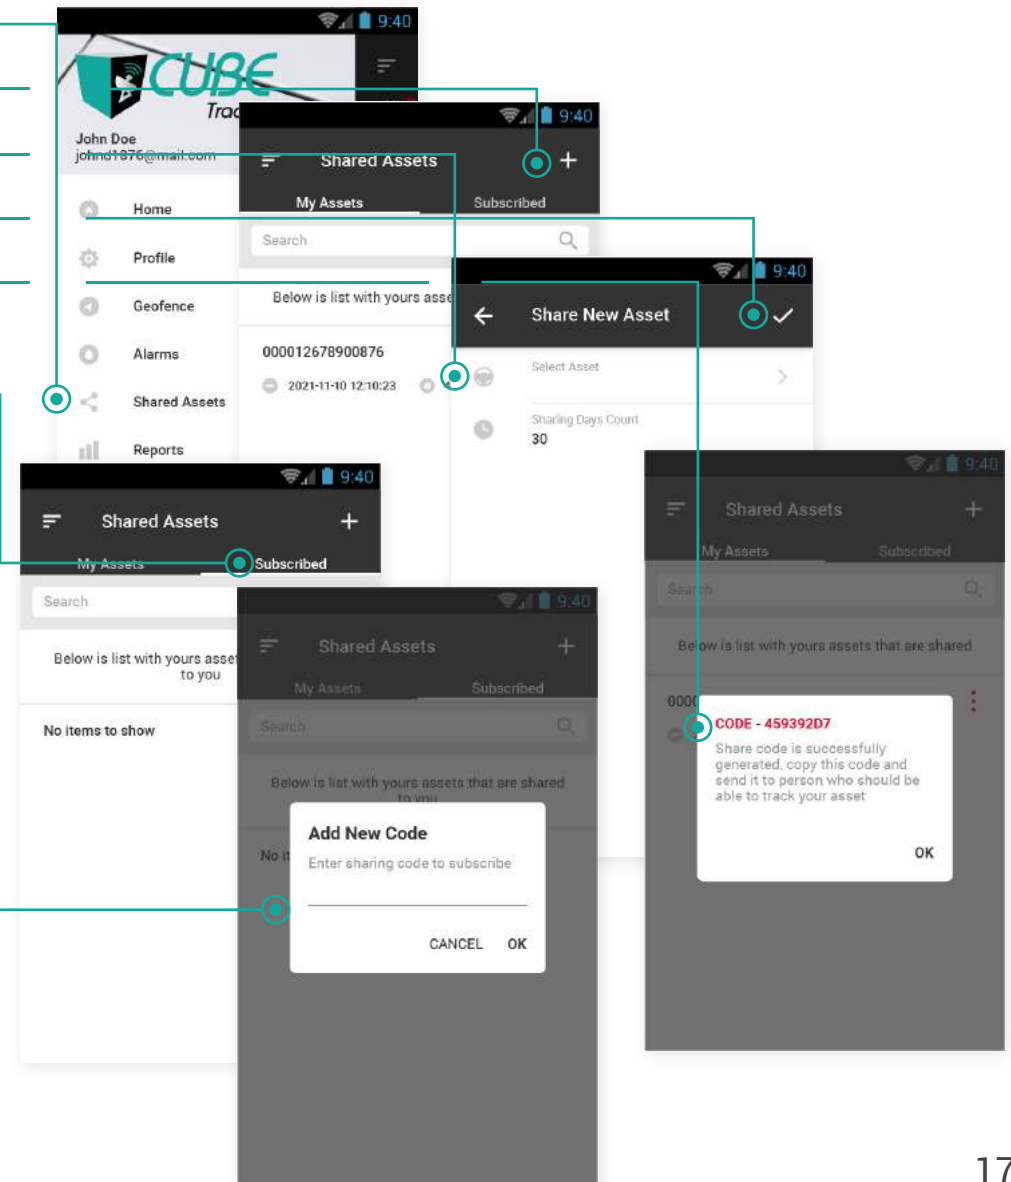 9:40
CUBE
Trac
John Doe
johnd1876@mail.com
Home
Profile
Geofence
Alarms
Shared Assets
Reports
9:40
Shared Assets
My Assets
Subscribed
Search
Below is list with yours asse
000012678900876
2021-11-10 12:10:23
9:40
Share New Asset
Select Asset
Sharing Days Count
30
9:40
Shared Assets
My Assets
Subscribed
Search
Below is list with yours asset
to you
No items to show
9:40
Shared Assets
My Assets
Subscribed
Search
Below is list with yours assets that are shared
to you
No it
Add New Code
Enter sharing code to subscribe
CANCEL OK
9:40
Shared Assets
My Assets
Subscribed
Search
Below is list with yours assets that are shared
0000
CODE - 459392D7
Share code is successfully
generated, copy this code and
send it to person who should be
able to track your asset
OK
17